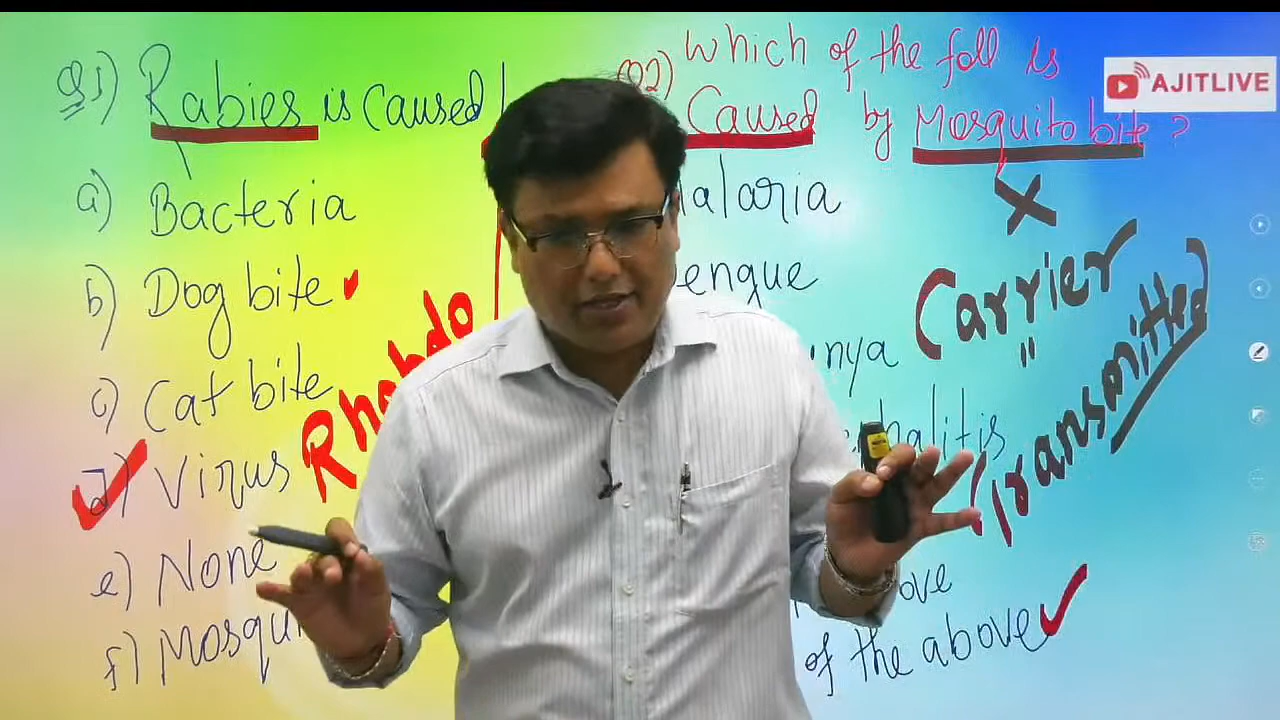 Q1) Rabies is Caused
a) Bacteria
b) Dog bite
c) Cat bite
d) Virus
Rhabdo
e) None
f) Mosqui
Q2) Which of the foll is
Caused by Mosquito bite ?
alaria
engue
nya
halitis
ove
of the above
Carrier
"
Transmitted
AJITLIVE